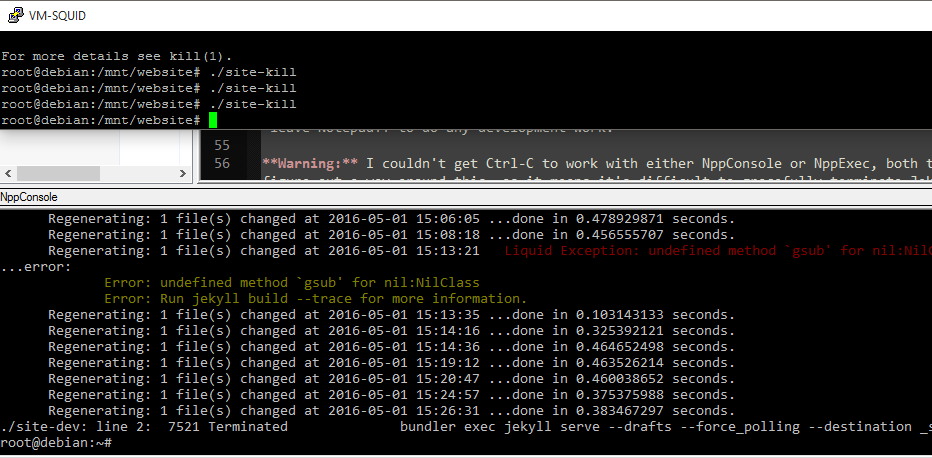 VM-SQUID
For more details see kill(1).
root@debian:/mnt/website# ./site-kill
root@debian:/mnt/website# ./site-kill
root@debian:/mnt/website# ./site-kill
root@debian:/mnt/website#
55
56 **Warning:** I couldn't get Ctrl-C to work with either NppConsole or NppExec, both t
NppConsole
Regenerating: 1 file(s) changed at 2016-05-01 15:06:05 ...done in 0.478929871 seconds.
Regenerating: 1 file(s) changed at 2016-05-01 15:08:18 ...done in 0.456555707 seconds.
Regenerating: 1 file(s) changed at 2016-05-01 15:13:21 Liquid Exception: undefined method `gsub' for nil:NilC
...error:
Error: undefined method `gsub' for nil:NilClass
Error: Run jekyll build --trace for more information.
Regenerating: 1 file(s) changed at 2016-05-01 15:13:35 ...done in 0.103143133 seconds.
Regenerating: 1 file(s) changed at 2016-05-01 15:14:16 ...done in 0.325392121 seconds.
Regenerating: 1 file(s) changed at 2016-05-01 15:14:36 ...done in 0.464652498 seconds.
Regenerating: 1 file(s) changed at 2016-05-01 15:19:12 ...done in 0.463526214 seconds.
Regenerating: 1 file(s) changed at 2016-05-01 15:20:47 ...done in 0.460038652 seconds.
Regenerating: 1 file(s) changed at 2016-05-01 15:24:57 ...done in 0.375375988 seconds.
Regenerating: 1 file(s) changed at 2016-05-01 15:26:31 ...done in 0.383467297 seconds.
./site-dev: line 2: 7521 Terminated bundler exec jekyll serve --drafts --force_polling --destination _s
root@debian:~#